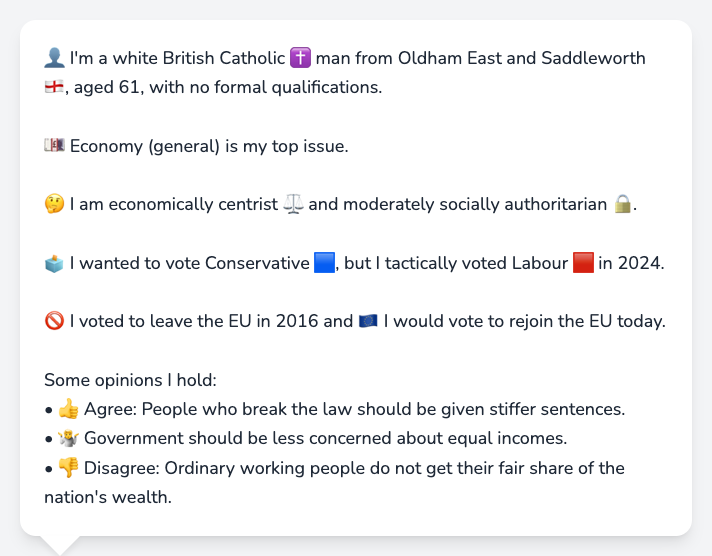 👤 I'm a white British Catholic ✝️ man from Oldham East and Saddleworth
🏴󠁧󠁢󠁥󠁮󠁧󠁿, aged 61, with no formal qualifications.
💷 Economy (general) is my top issue.
🤔 I am economically centrist ⚖️ and moderately socially authoritarian 🔒.
🗳️ I wanted to vote Conservative 🟦, but I tactically voted Labour 🟥 in 2024.
🚫 I voted to leave the EU in 2016 and 🇪🇺 I would vote to rejoin the EU today.
Some opinions I hold:
• 👍 Agree: People who break the law should be given stiffer sentences.
• 🤷 Government should be less concerned about equal incomes.
• 👎 Disagree: Ordinary working people do not get their fair share of the
nation's wealth.